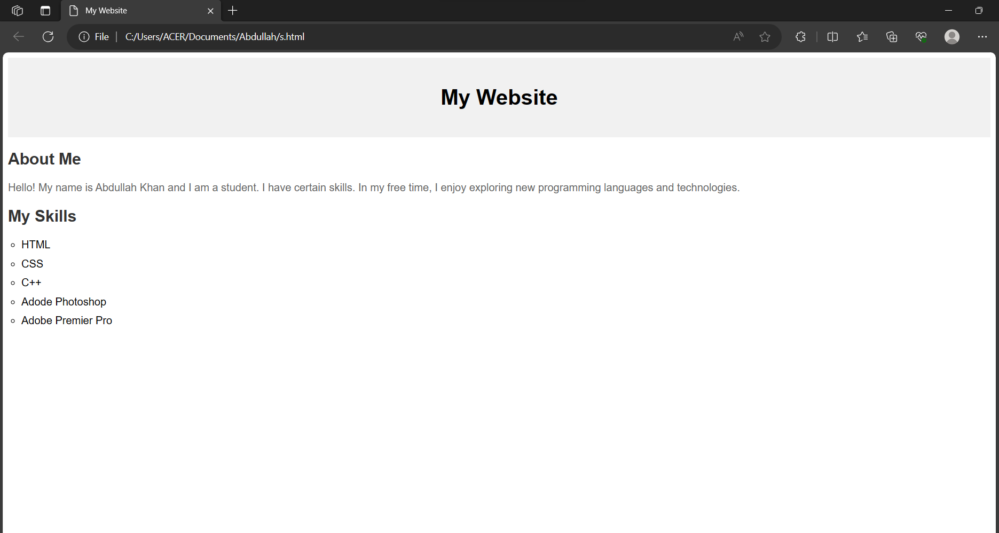 My Website
File C:/Users/ACER/Documents/Abdullah/s.html
My Website
About Me
Hello! My name is Abdullah Khan and I am a student. I have certain skills. In my free time, I enjoy exploring new programming languages and technologies.
My Skills
HTML
CSS
C++
Adode Photoshop
Adobe Premier Pro